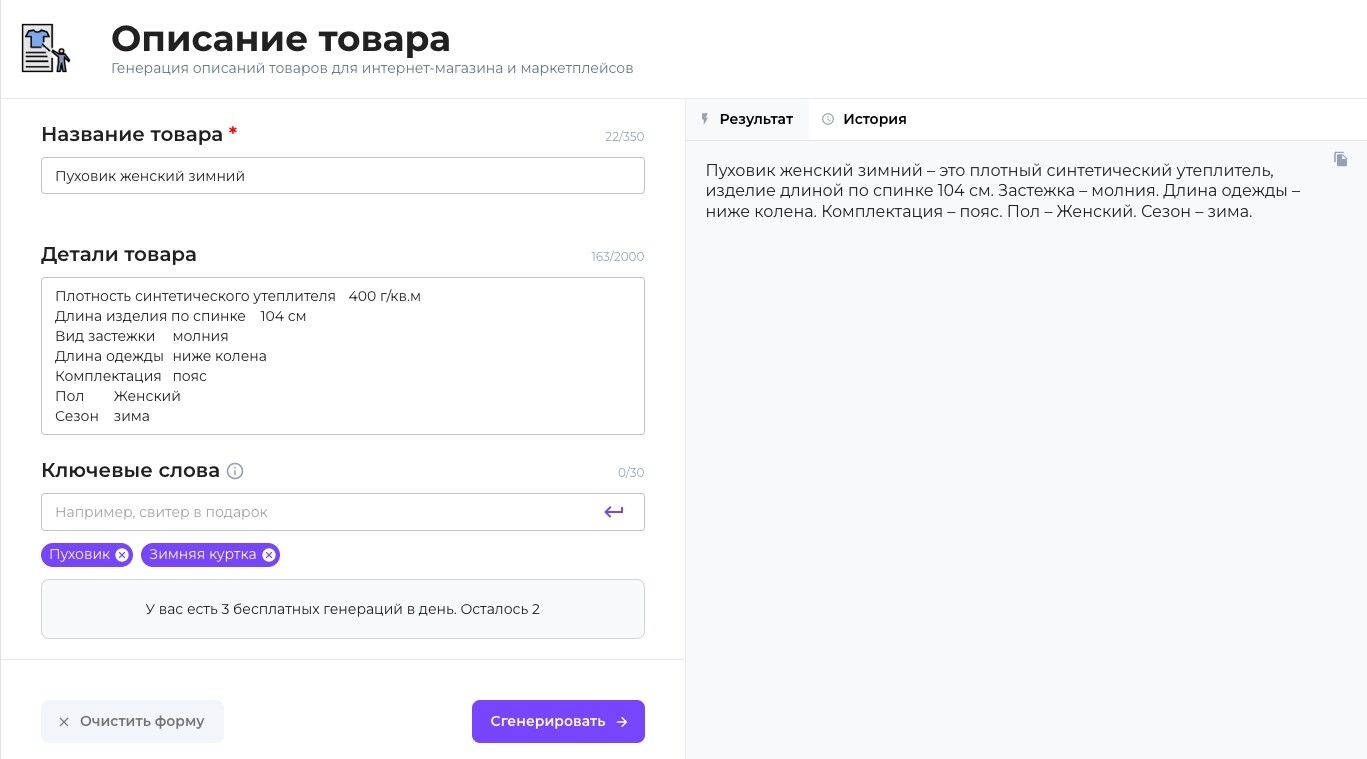 Описание товара
Генерация описаний товаров для интернет-магазина и маркетплейсов
Название товара *
22/350
Пуховик женский зимний
Детали товара
163/2000
Плотность синтетического утеплителя 400 г/кв.м
Длина изделия по спинке 104 см
Вид застежки молния
Длина одежды ниже колена
Комплектация пояс
Пол Женский
Сезон зима
Ключевые слова
0/30
Например, свитер в подарок
Пуховик
Зимняя куртка
У вас есть 3 бесплатных генераций в день. Осталось 2
Очистить форму
Сгенерировать
Результат
История
Пуховик женский зимний – это плотный синтетический утеплитель,
изделие длиной по спинке 104 см. Застежка – молния. Длина одежды –
ниже колена. Комплектация – пояс. Пол – Женский. Сезон – зима.